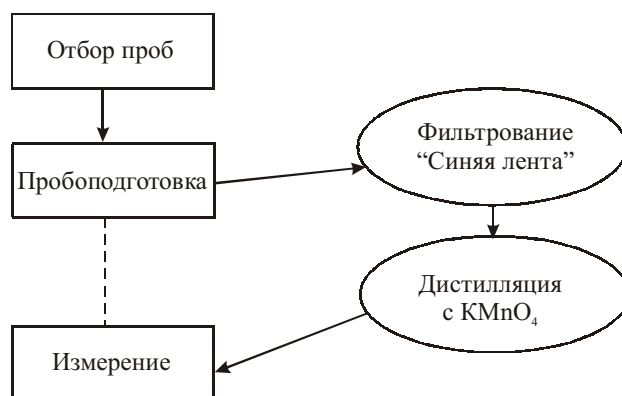 Отбор проб
Пробоподготовка
Фильтрование
“Синяя лента”
Дистилляция
с KMnO₄
Измерение